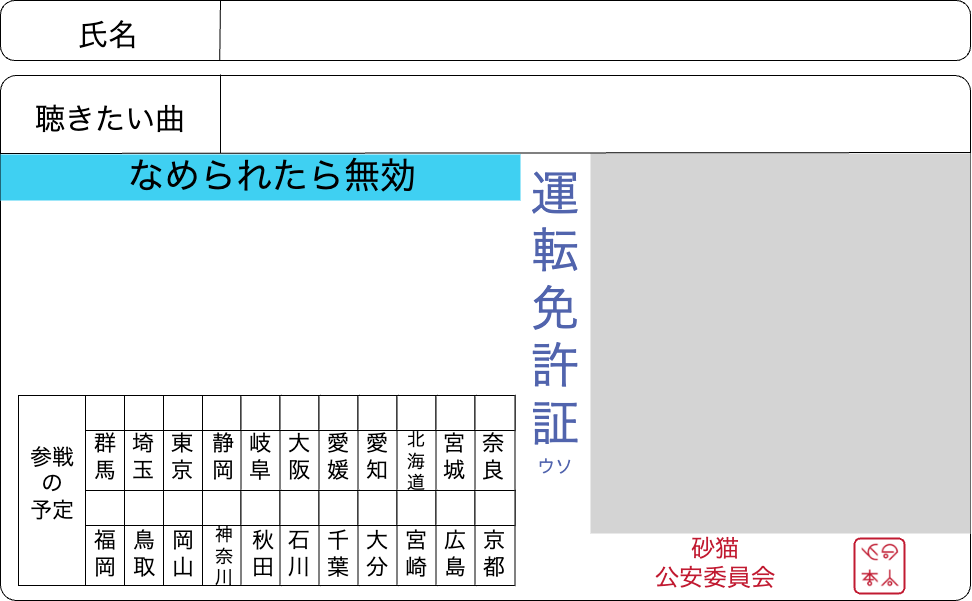 氏名
聴きたい曲
なめられたら無効
運転免許証
ウソ
参戦
の
予定
群馬 埼玉 東京 静岡 岐阜 大阪 愛媛 愛知 北海道 宮城 奈良
福岡 鳥取 岡山 神奈川 秋田 石川 千葉 大分 宮崎 広島 京都
砂猫
公安委員会